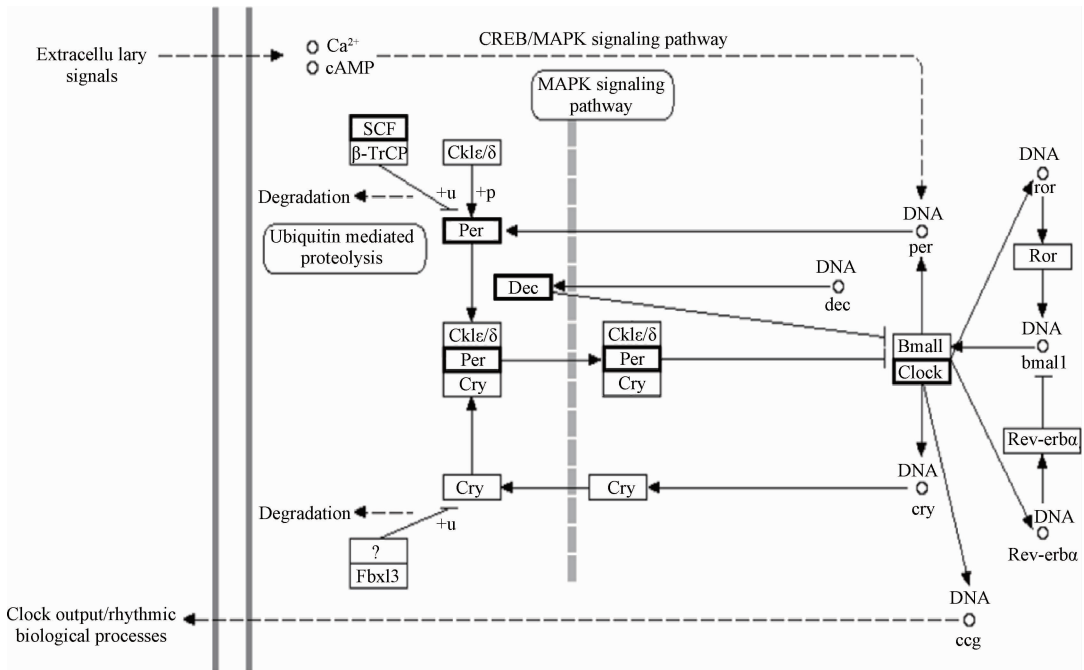 Extracellu lary
signals
Ca²⁺
cAMP
CREB/MAPK signaling pathway
MAPK signaling
pathway
SCF
β-TrCP
Cklε/δ
Degradation
+u
+p
Ubiquitin mediated
proteolysis
Per
DNA
per
DNA
ror
Ror
Dec
DNA
dec
Cklε/δ
Per
Cry
Cklε/δ
Per
Cry
Bmall
Clock
DNA
bmal1
Rev-erbα
DNA
Rev-erbα
Cry
Cry
DNA
cry
Degradation
+u
?
Fbxl3
DNA
ccg
Clock output/rhythmic
biological processes